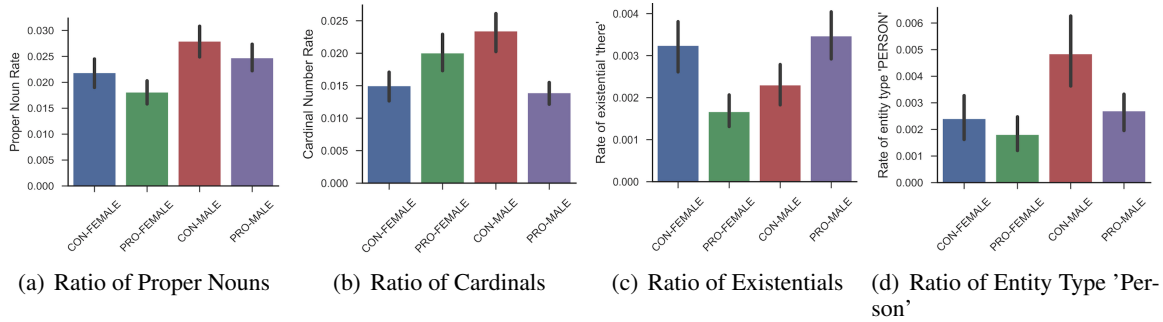 Proper Noun Rate
0.030
0.025
0.020
0.015
0.010
0.005
0.000
CON-FEMALE
PRO-FEMALE
CON-MALE
PRO-MALE
(a) Ratio of Proper Nouns
Cardinal Number Rate
0.025
0.020
0.015
0.010
0.005
0.000
CON-FEMALE
PRO-FEMALE
CON-MALE
PRO-MALE
(b) Ratio of Cardinals
Rate of existential 'there'
0.004
0.003
0.002
0.001
0.000
CON-FEMALE
PRO-FEMALE
CON-MALE
PRO-MALE
(c) Ratio of Existentials
Rate of entity type 'PERSON'
0.006
0.005
0.004
0.003
0.002
0.001
0.000
CON-FEMALE
PRO-FEMALE
CON-MALE
PRO-MALE
(d) Ratio of Entity Type 'Per-
son'